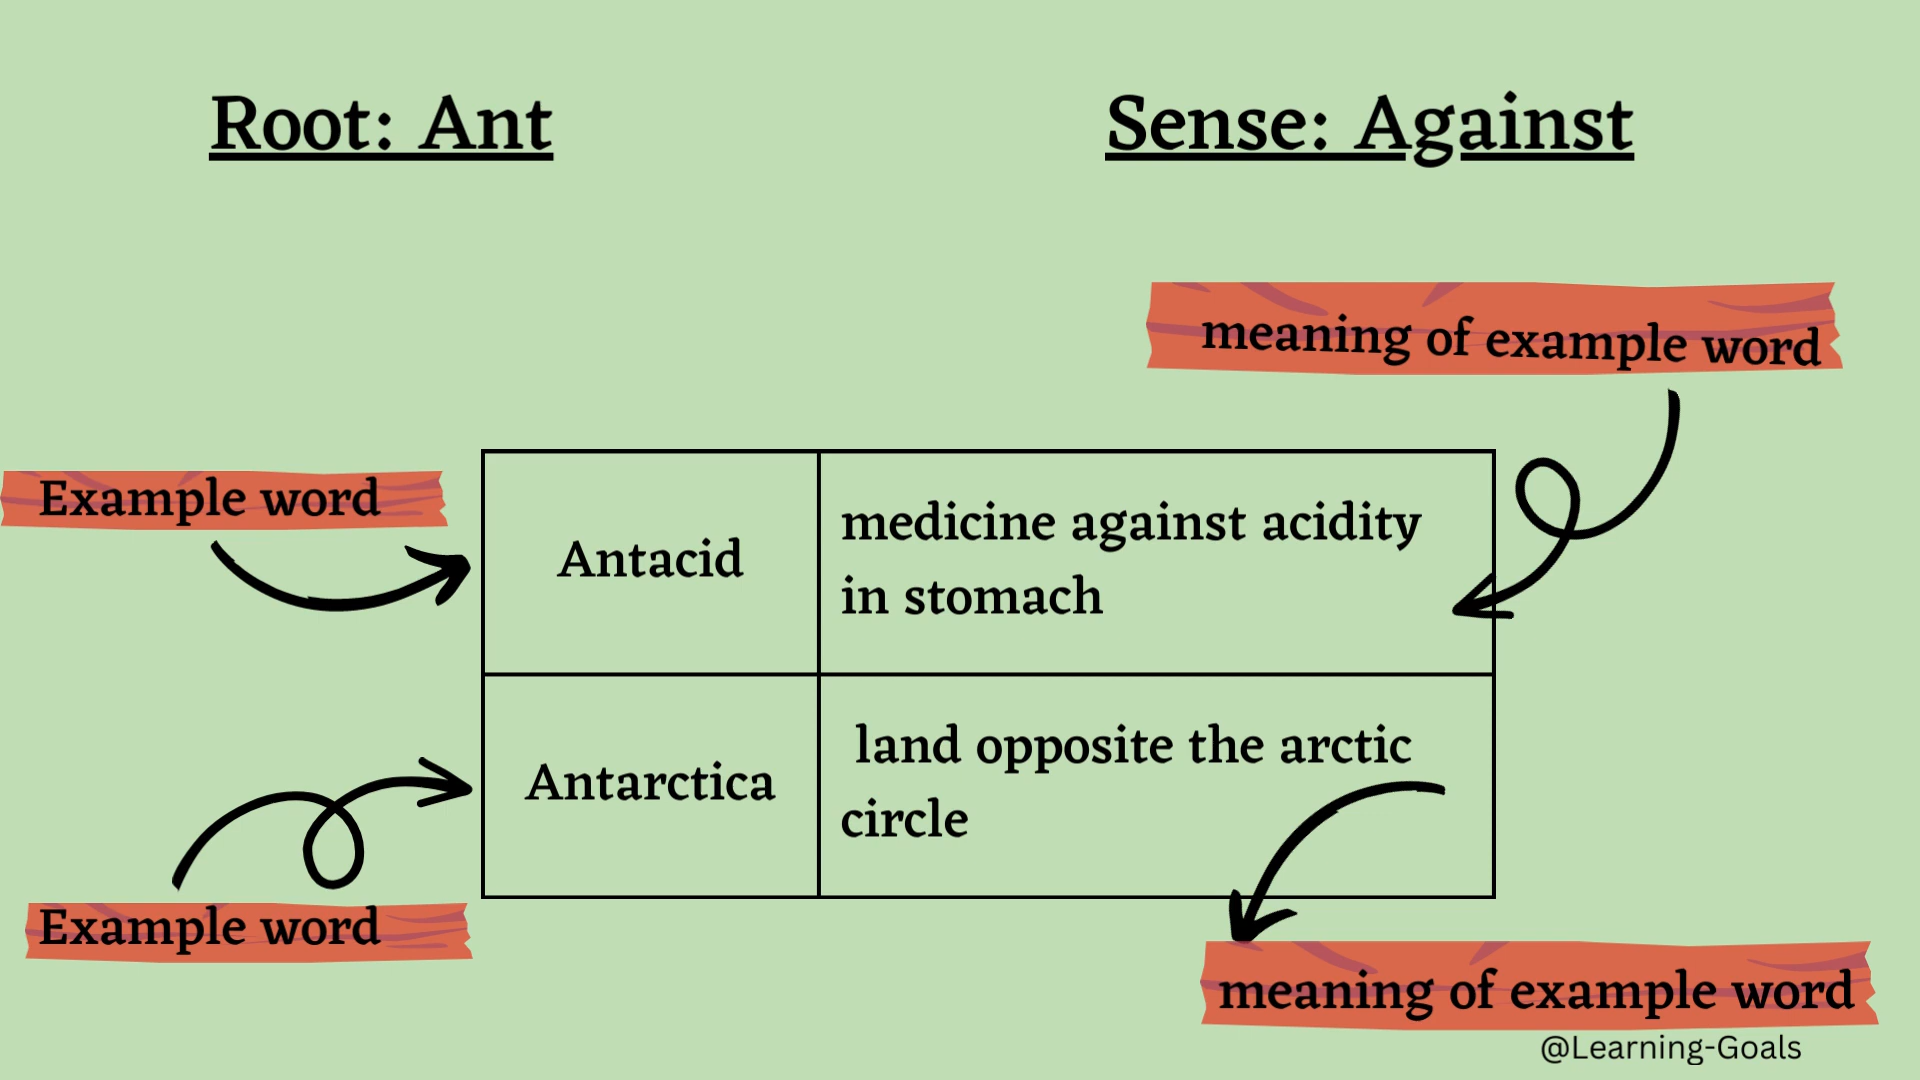 Root: Ant
Sense: Against
meaning of example word
Example word
Antacid
medicine against acidity
in stomach
Antarctica
land opposite the arctic
circle
Example word
meaning of example word
@Learning-Goals